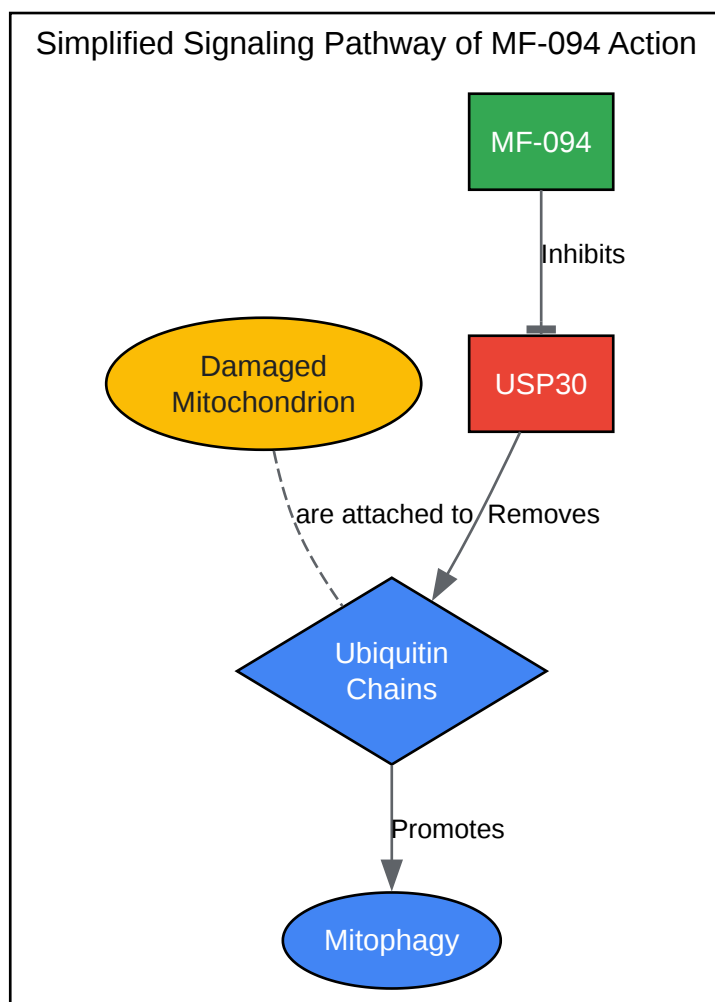 Simplified Signaling Pathway of MF-094 Action
MF-094
Inhibits
Damaged
Mitochondrion
USP30
are attached to
Removes
Ubiquitin
Chains
Promotes
Mitophagy